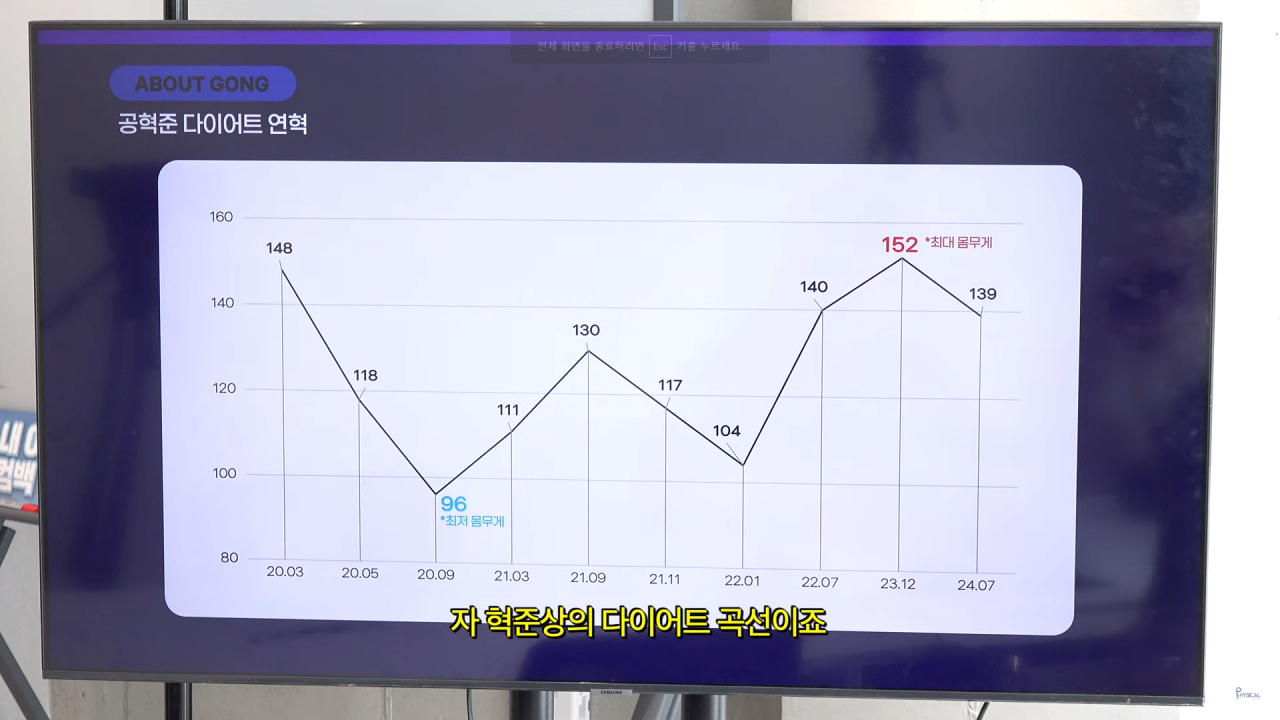 전체 화면을 종료하려면 Esc 키를 누르세요.
ABOUT GONG
공혁준 다이어트 연혁
160
140
120
100
80
148
118
96
*최저 몸무게
111
130
117
104
140
152 *최대 몸무게
139
20.03 20.05 20.09 21.03 21.09 21.11 22.01 22.07 23.12 24.07
자 혁준상의 다이어트 곡선이죠
SAMSUNG
내
험백
PHYSICAL